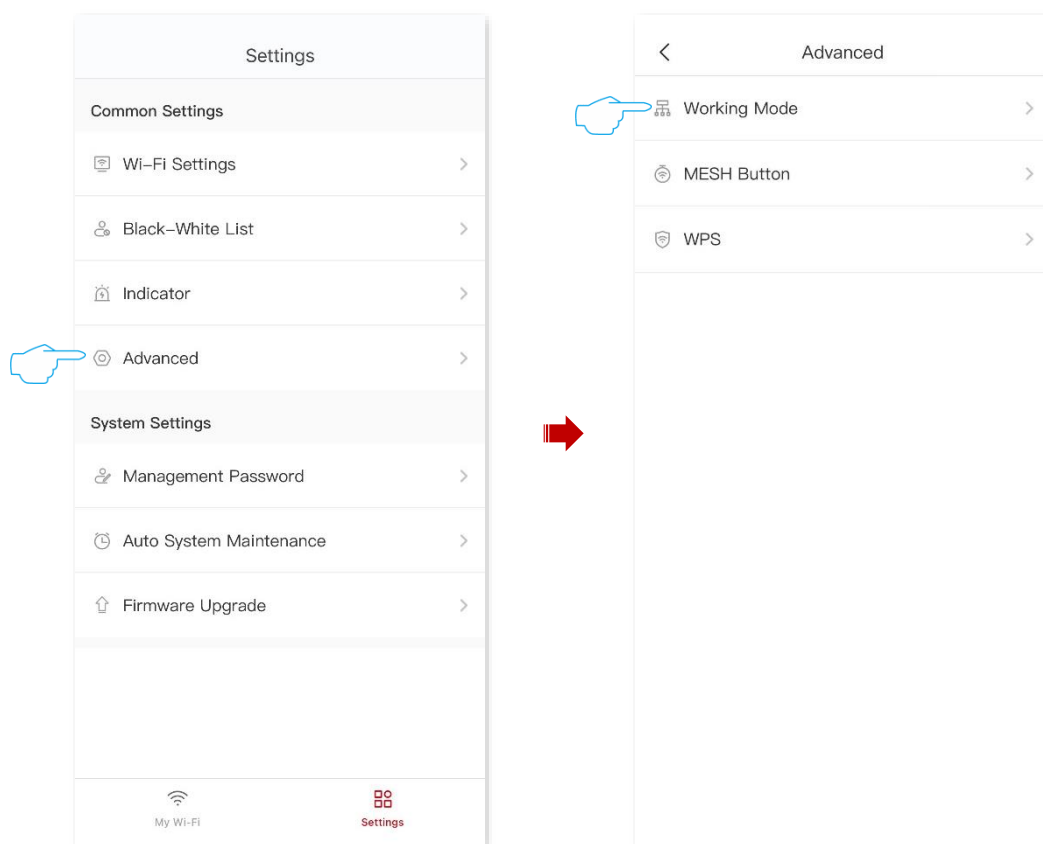 Settings
Common Settings
Wi-Fi Settings
Black-White List
Indicator
Advanced
System Settings
Management Password
Auto System Maintenance
Firmware Upgrade
My Wi-Fi
Settings
Advanced
Working Mode
MESH Button
WPS